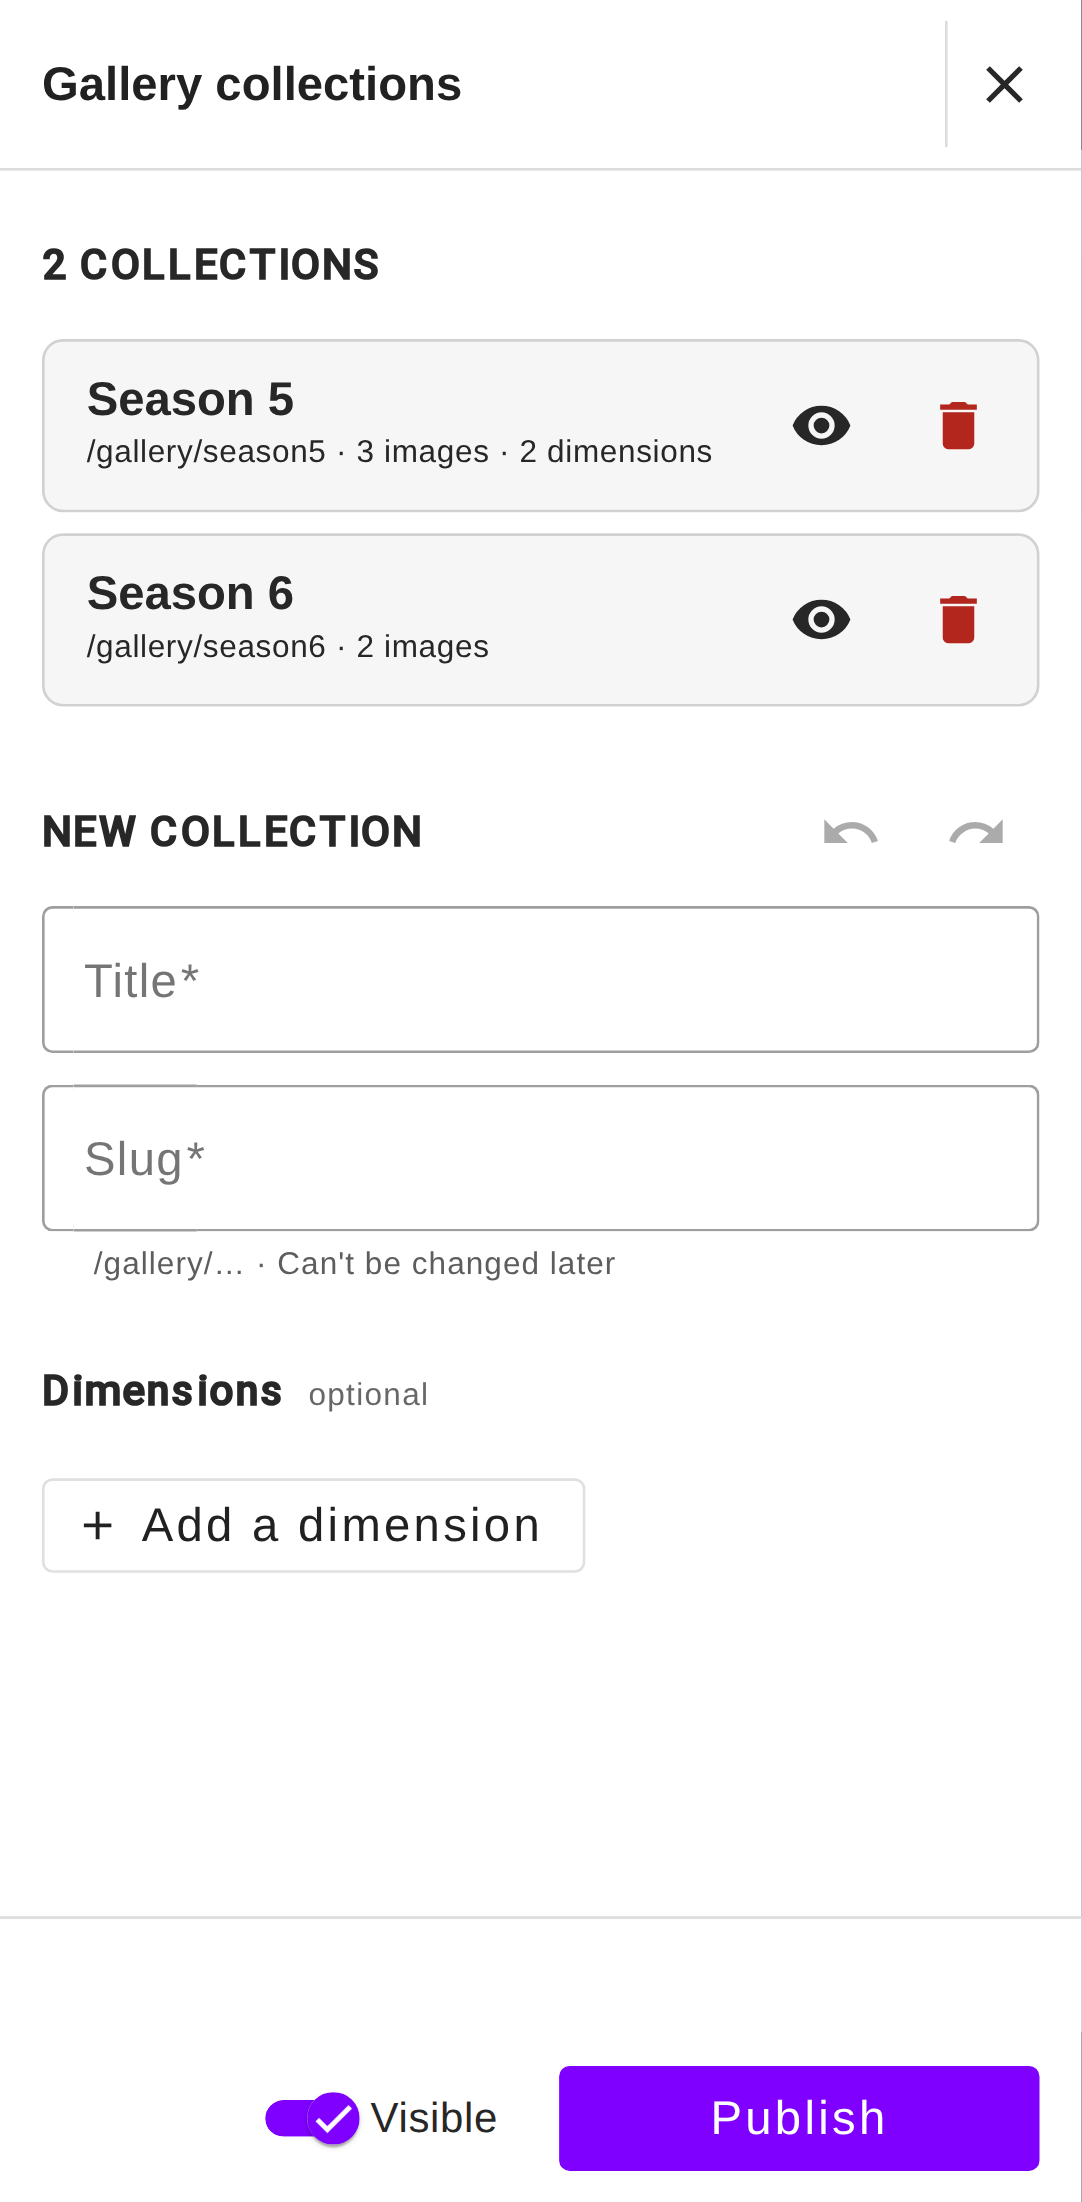 Gallery collections
2 COLLECTIONS
Season 5
/gallery/season5 · 3 images · 2 dimensions
Season 6
/gallery/season6 · 2 images
NEW COLLECTION
Title*
Slug*
/gallery/… · Can't be changed later
Dimensions optional
+ Add a dimension
Visible
Publish